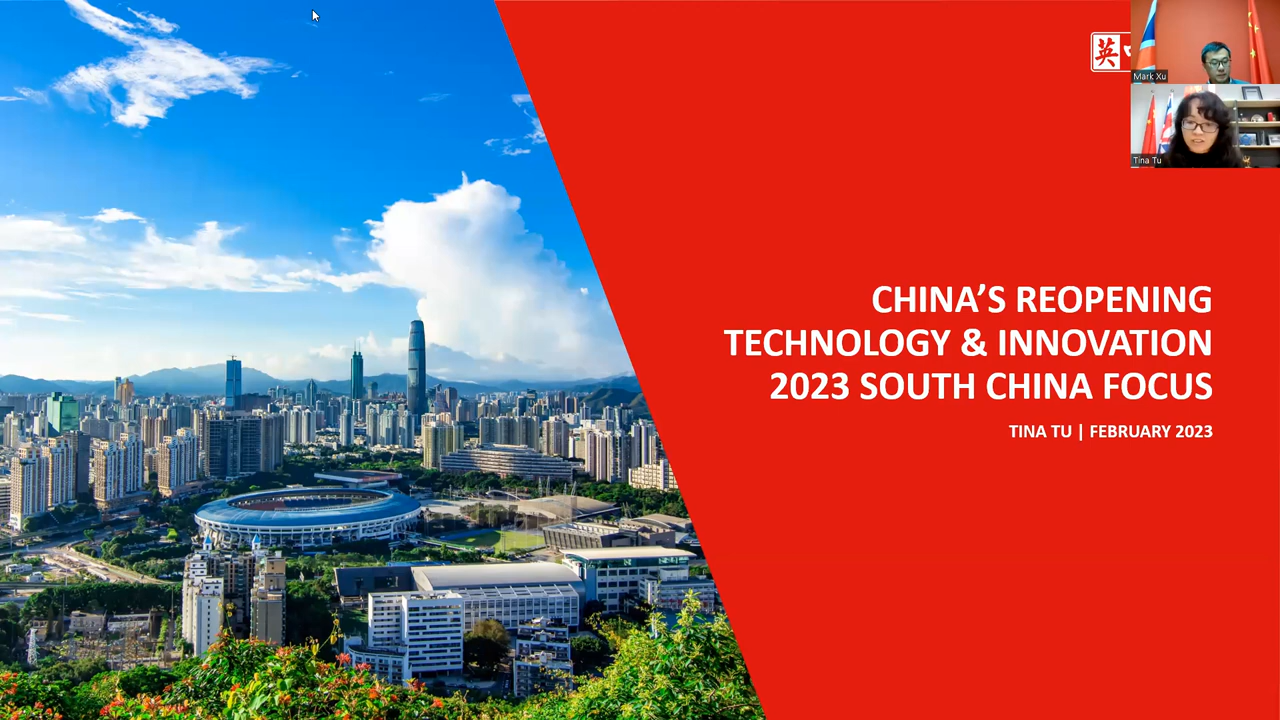 英
Mark Xu
Tina Tu
CHINA’S REOPENING
TECHNOLOGY & INNOVATION
2023 SOUTH CHINA FOCUS
TINA TU | FEBRUARY 2023